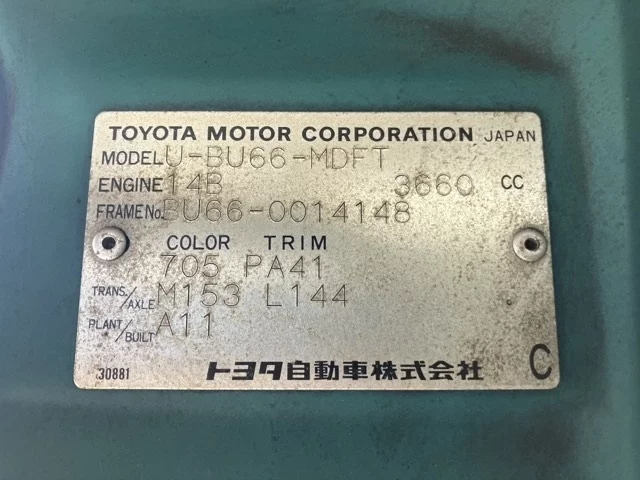 TOYOTA MOTOR CORPORATION JAPAN
MODEL U-BU66-MDFT
ENGINE 14B 3660 CC
FRAME No. BU66-0014148
COLOR TRIM
705 PA41
TRANS/AXLE M153 L144
PLANT/BUILT A11
30881 トヨタ自動車株式会社 C